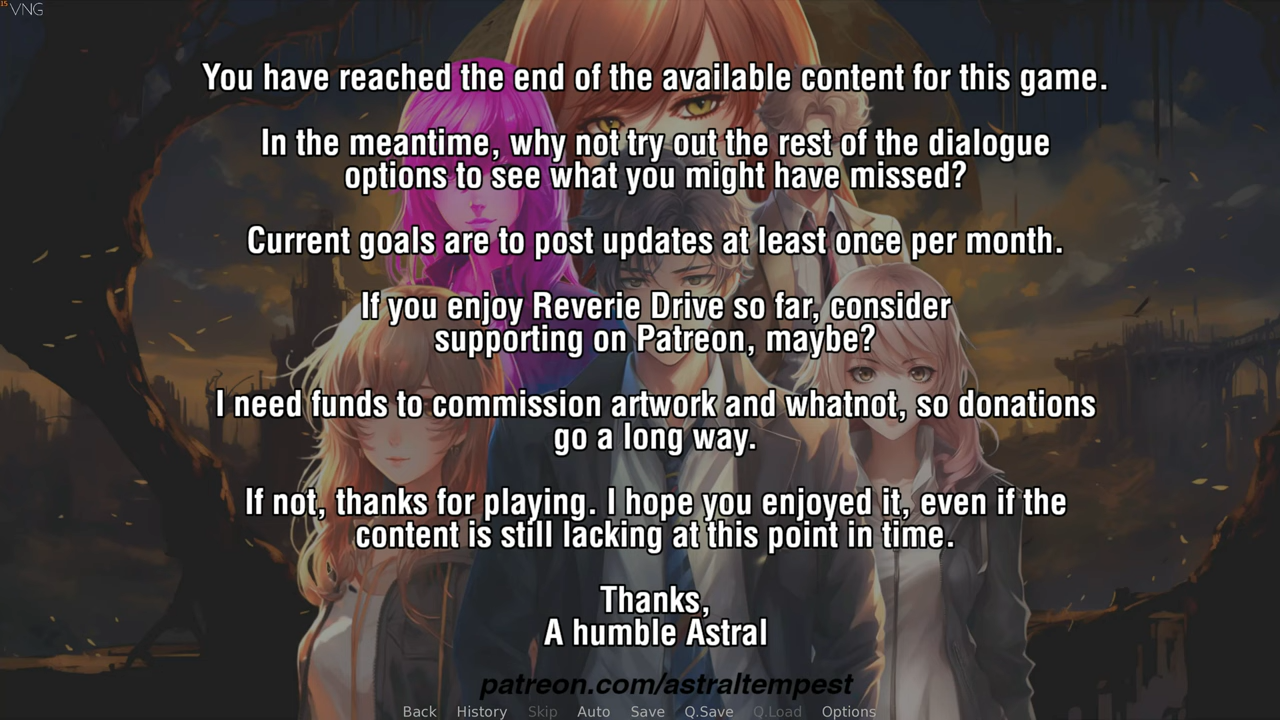 15
VNG
You have reached the end of the available content for this game.
In the meantime, why not try out the rest of the dialogue
options to see what you might have missed?
Current goals are to post updates at least once per month.
If you enjoy Reverie Drive so far, consider
supporting on Patreon, maybe?
I need funds to commission artwork and whatnot, so donations
go a long way.
If not, thanks for playing. I hope you enjoyed it, even if the
content is still lacking at this point in time.
Thanks,
A humble Astral
patreon.com/astraltempest
Back History Skip Auto Save Q.Save Q.Load Options